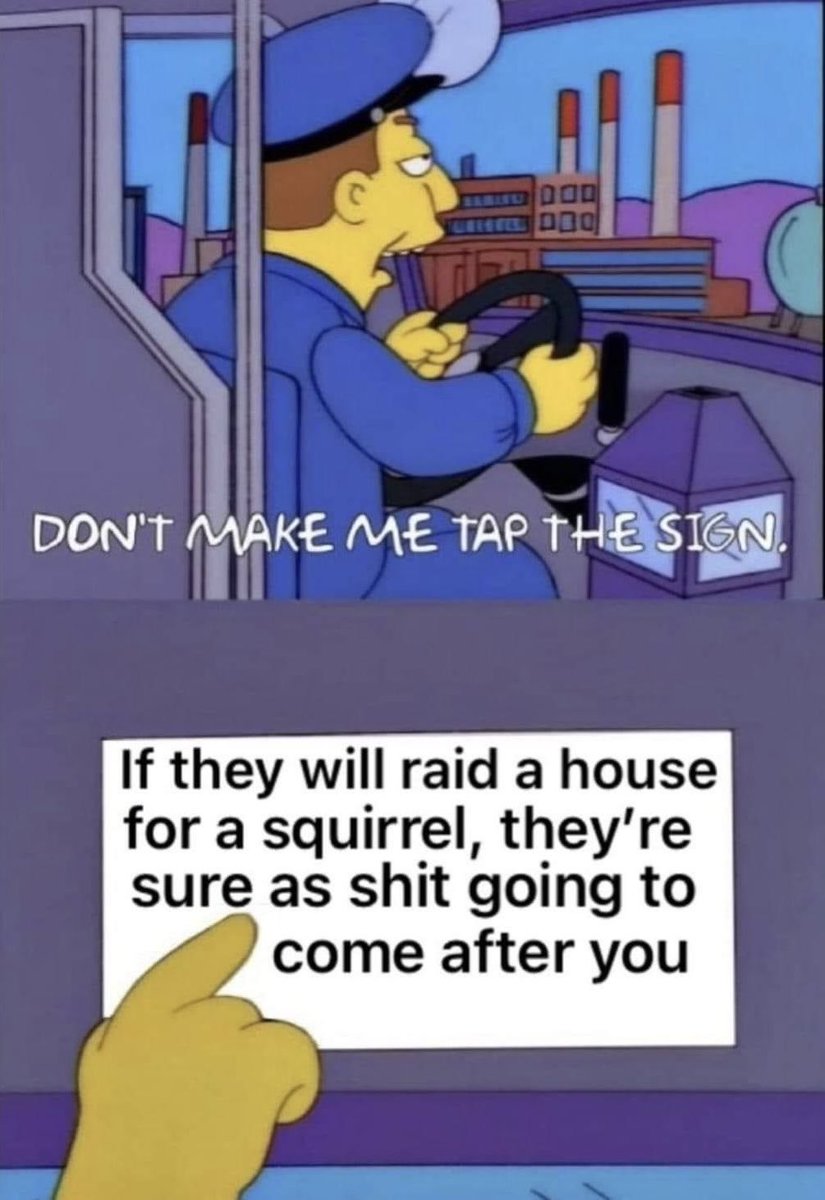 DON'T MAKE ME TAP THE SIGN.
If they will raid a house
for a squirrel, they’re
sure as shit going to
come after you